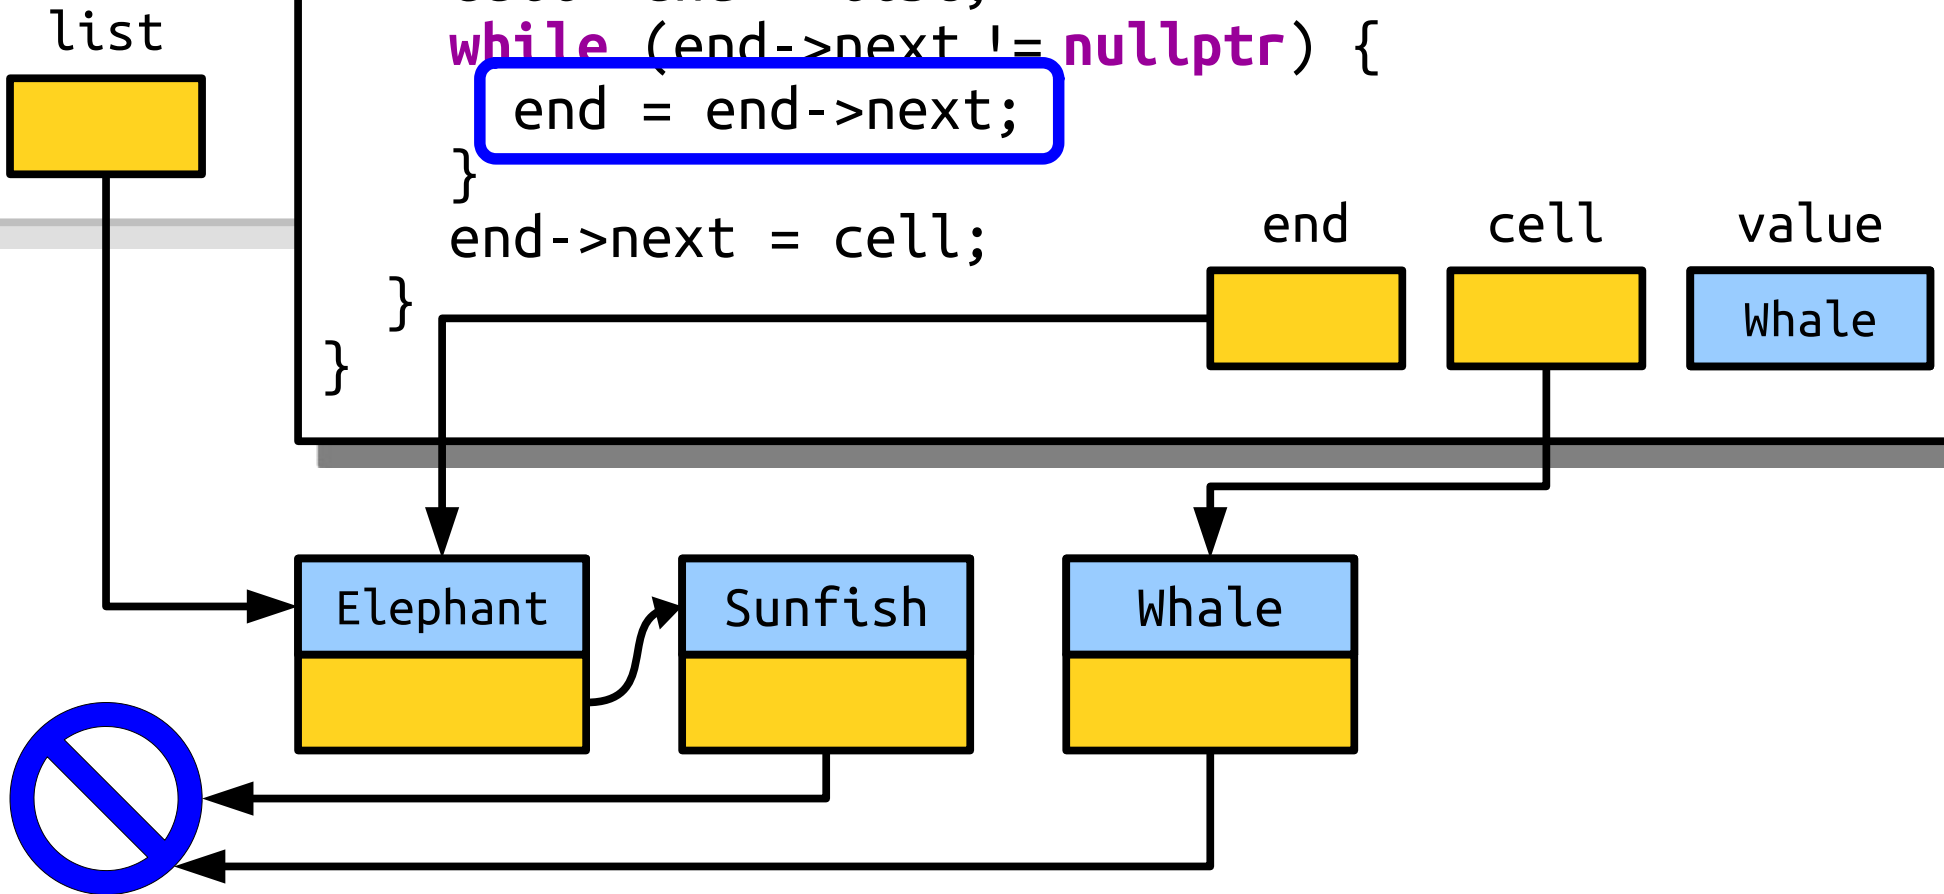 list
while (end->next != nullptr) {
end = end->next;
}
end->next = cell;
}
}
end cell value
Whale
Elephant Sunfish Whale